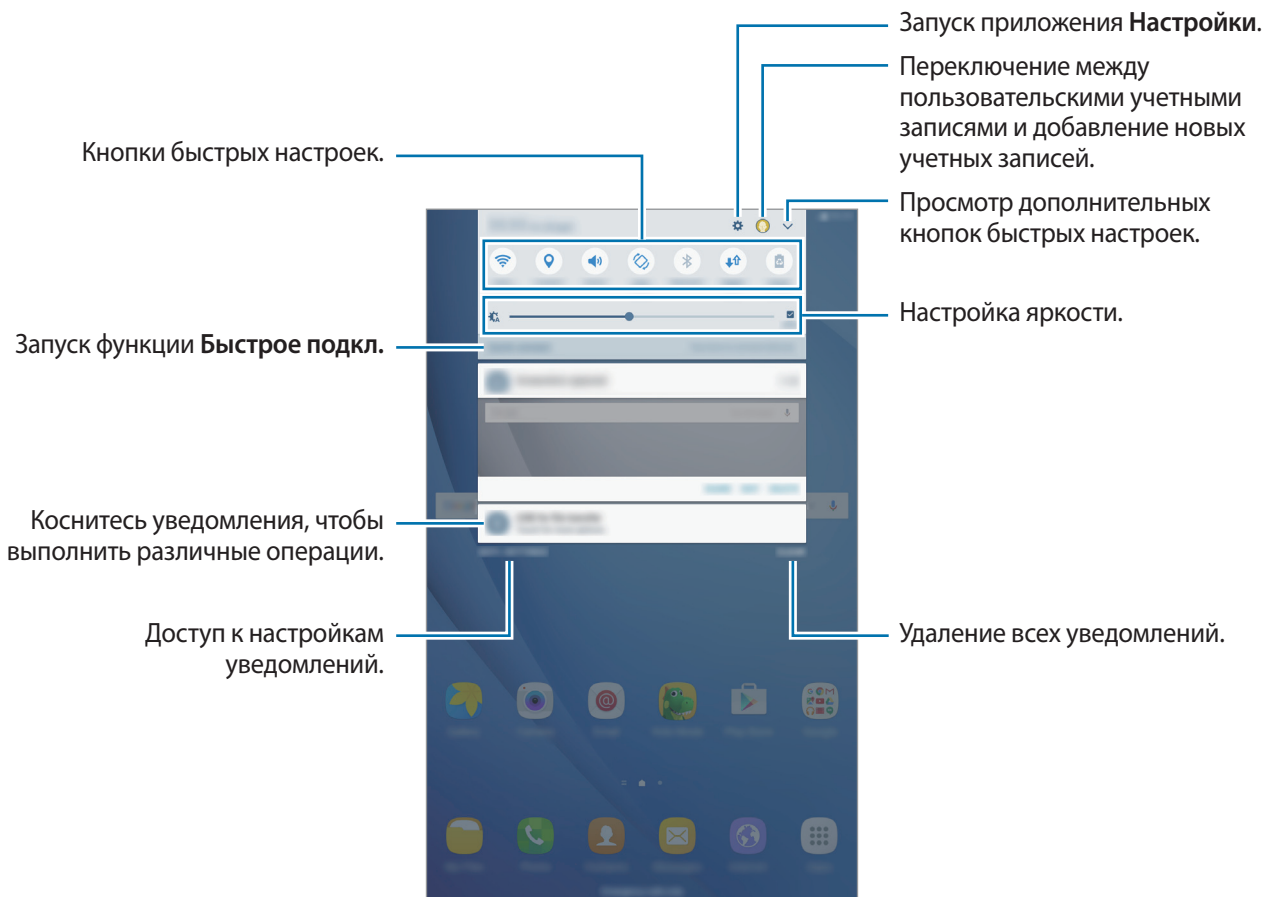 Запуск приложения Настройки.
Переключение между
пользовательскими учетными
записями и добавление новых
учетных записей.
Кнопки быстрых настроек.
Просмотр дополнительных
кнопок быстрых настроек.
Настройка яркости.
Запуск функции Быстрое подкл.
Коснитесь уведомления, чтобы
выполнить различные операции.
Доступ к настройкам
уведомлений.
Удаление всех уведомлений.